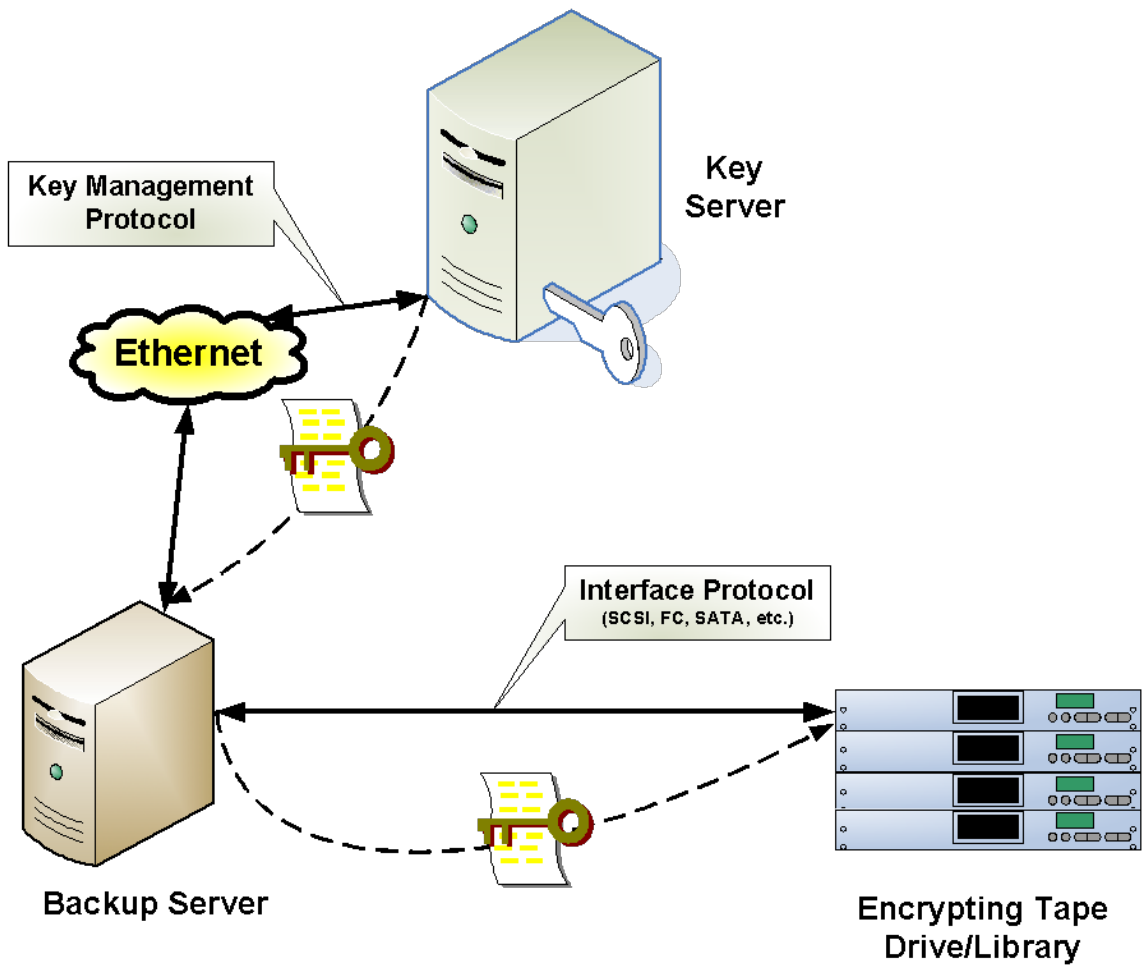 Key Management
Protocol
Key
Server
Ethernet
Interface Protocol
(SCSI, FC, SATA, etc.)
Backup Server
Encrypting Tape
Drive/Library